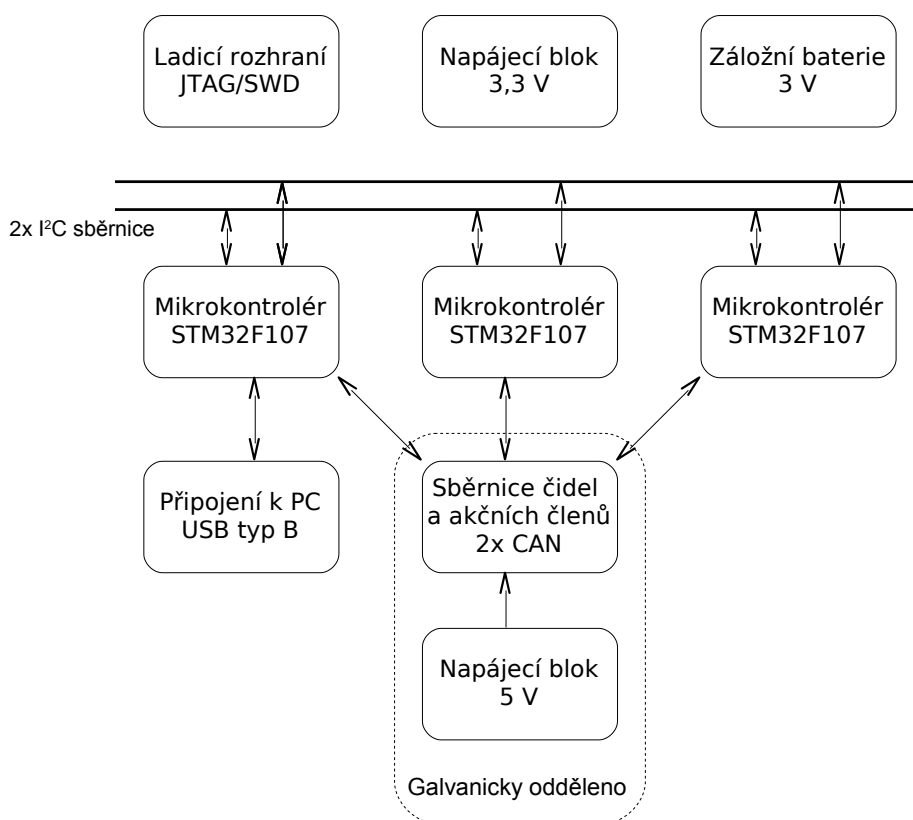 Ladicí rozhraní
JTAG/SWD
Napájecí blok
3,3 V
Záložní baterie
3 V
2x I²C sběrnice
Mikrokontrolér
STM32F107
Mikrokontrolér
STM32F107
Mikrokontrolér
STM32F107
Připojení k PC
USB typ B
Sběrnice čidel
a akčních členů
2x CAN
Napájecí blok
5 V
Galvanicky odděleno